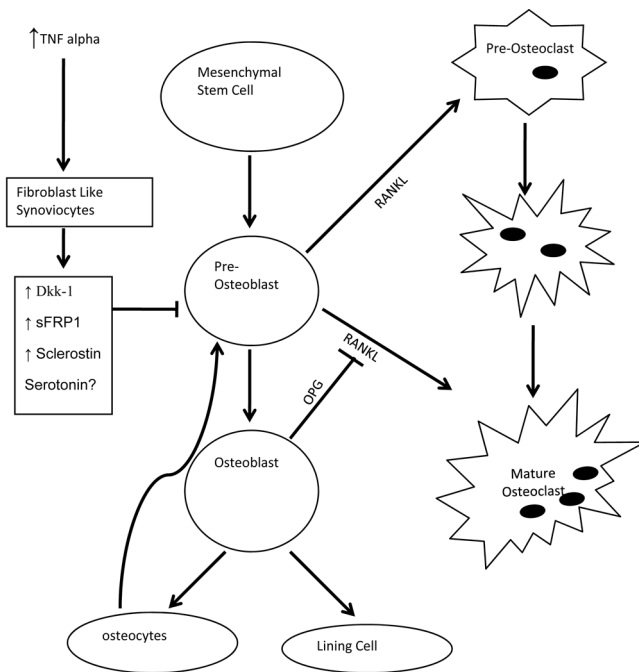 ↑TNF alpha
Mesenchymal
Stem Cell
Pre-Osteoclast
Fibroblast Like
Synoviocytes
RANKL
↑ Dkk-1
↑ sFRP1
↑ Sclerostin
Serotonin?
Pre-
Osteoblast
RANKL
OPG
Osteoblast
Mature
Osteoclast
osteocytes
Lining Cell